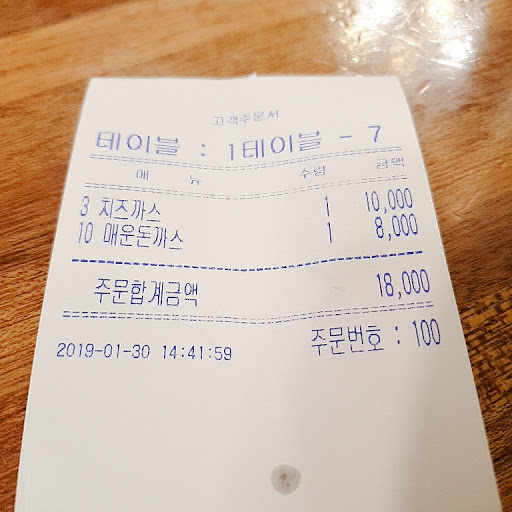 고객주문서
테이블 : 1테이블 - 7
메 뉴 수량 금액
3 치즈까스 1 10,000
10 매운돈까스 1 8,000
주문합계금액 18,000
2019-01-30 14:41:59 주문번호 : 100